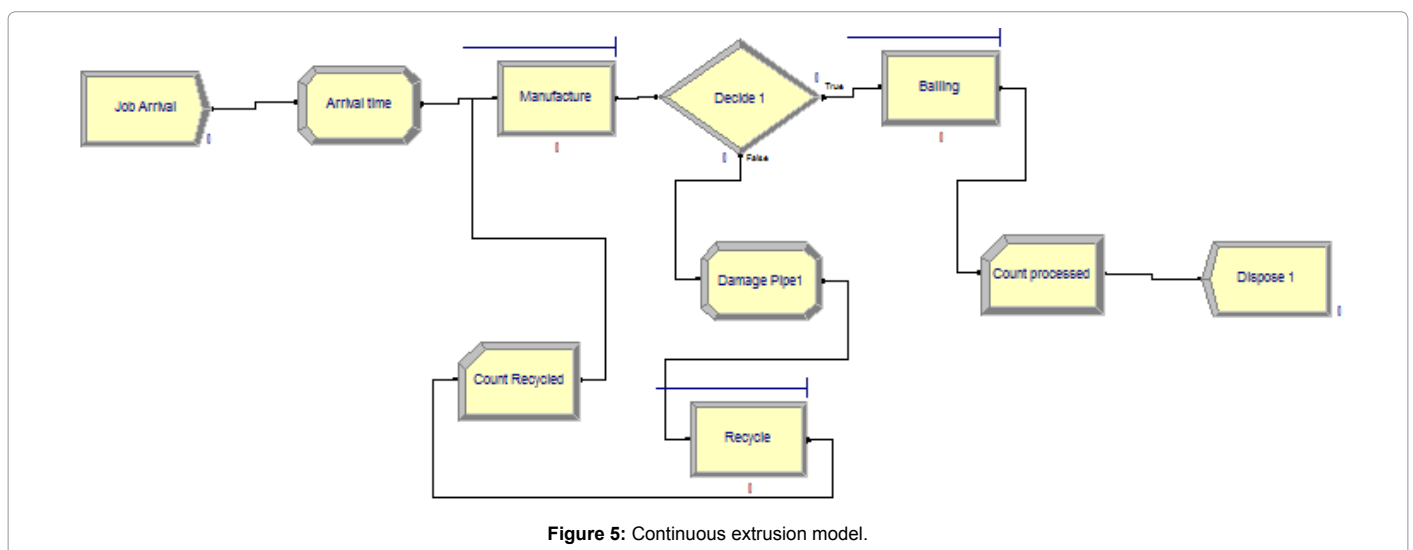 Job Arrival
Arrival time
Manufacture
Decide 1
True
False
Balling
Damage Pipe1
Count processed
Dispose 1
Count Recycled
Recycle
Figure 5: Continuous extrusion model.